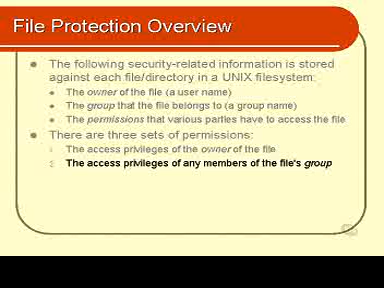 File Protection Overview
The following security-related information is stored
against each file/directory in a UNIX filesystem:
The owner of the file (a user name)
The group that the file belongs to (a group name)
The permissions that various parties have to access the file
There are three sets of permissions:
1. The access privileges of the owner of the file
2. The access privileges of any members of the file's group